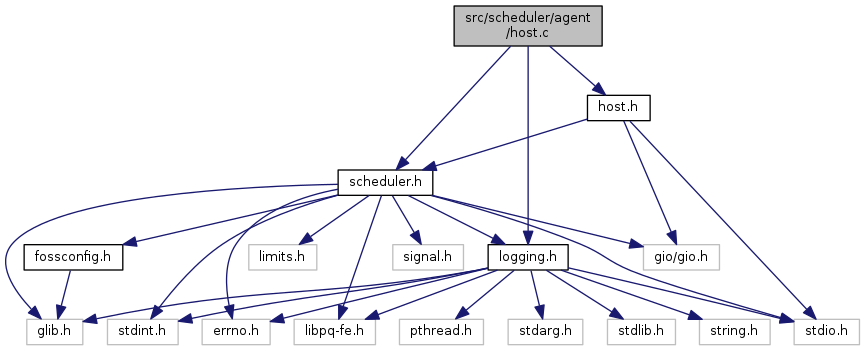 src/scheduler/agent
/host.c
host.h
scheduler.h
fossconfig.h
limits.h
signal.h
logging.h
gio/gio.h
glib.h
stdint.h
errno.h
libpq-fe.h
pthread.h
stdarg.h
stdlib.h
string.h
stdio.h